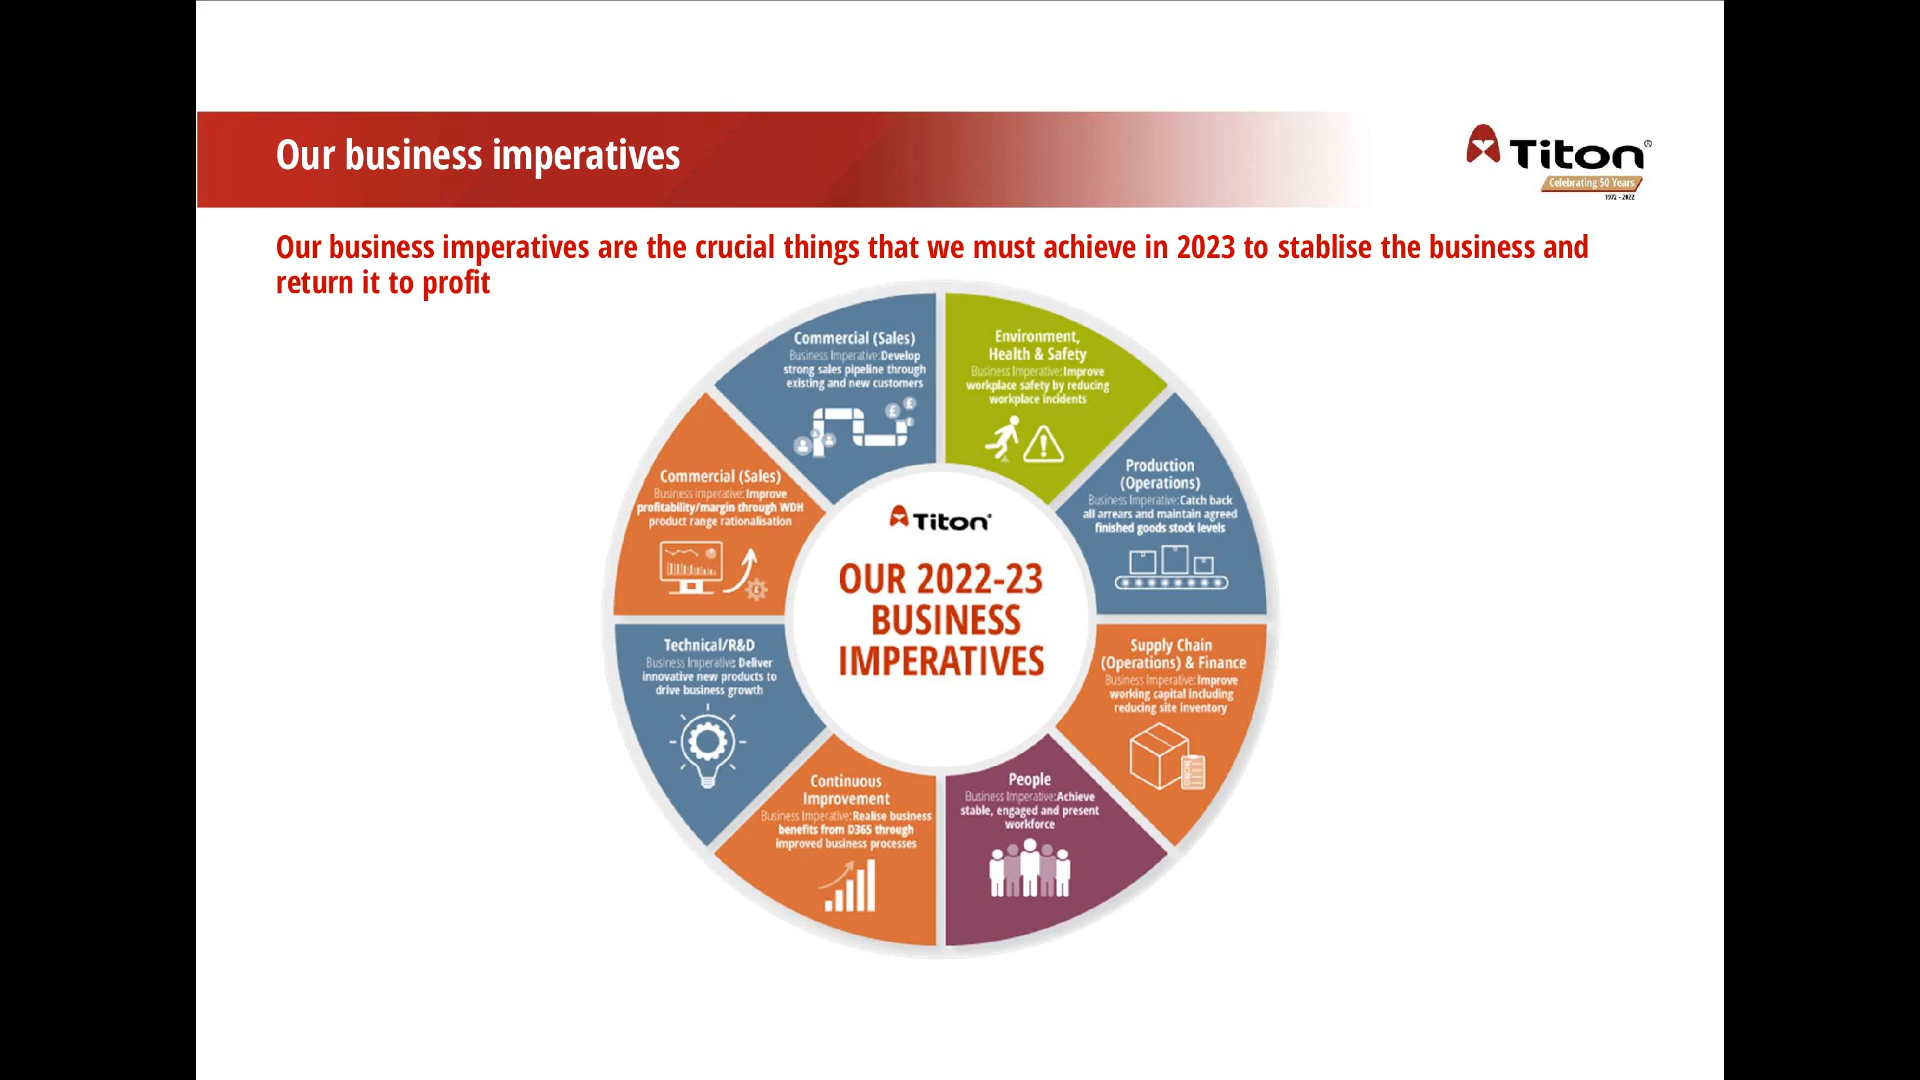 Our business imperatives
Titon®
Celebrating 50 Years
1972 - 2022
Our business imperatives are the crucial things that we must achieve in 2023 to stablise the business and
return it to profit
Commercial (Sales)
Business Imperative: Develop
strong sales pipeline through
existing and new customers
Environment,
Health & Safety
Business Imperative: Improve
workplace safety by reducing
workplace incidents
Production
(Operations)
Business Imperative: Catch back
all arrears and maintain agreed
finished goods stock levels
Supply Chain
(Operations) & Finance
Business Imperative: Improve
working capital including
reducing site inventory
People
Business Imperative: Achieve
stable, engaged and present
workforce
Continuous
Improvement
Business Imperative: Realise business
benefits from D365 through
improved business processes
Technical/R&D
Business Imperative: Deliver
innovative new products to
drive business growth
Commercial (Sales)
Business imperative: Improve
profitability/margin through WDH
product range rationalisation
Titon
OUR 2022-23
BUSINESS
IMPERATIVES